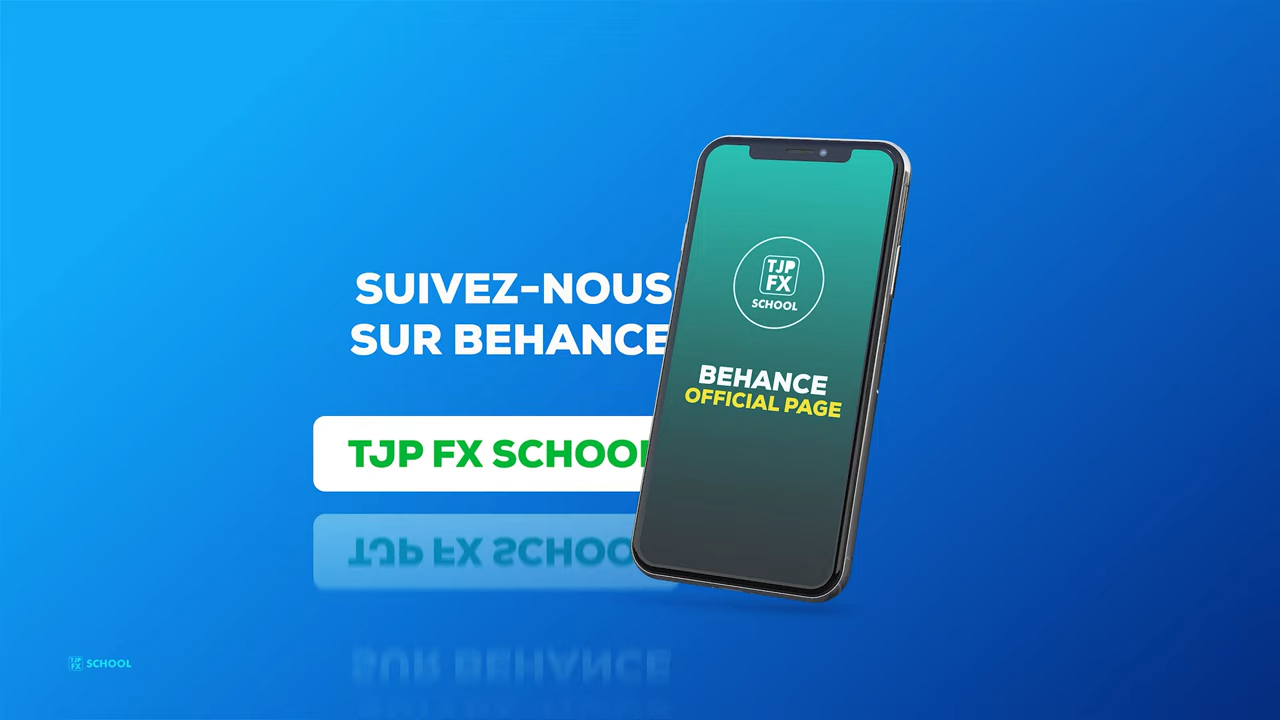 SUIVEZ-NOUS
SUR BEHANCE
TJP FX SCHOOL
TJP
FX
SCHOOL
BEHANCE
OFFICIAL PAGE
TJP
FX SCHOOL